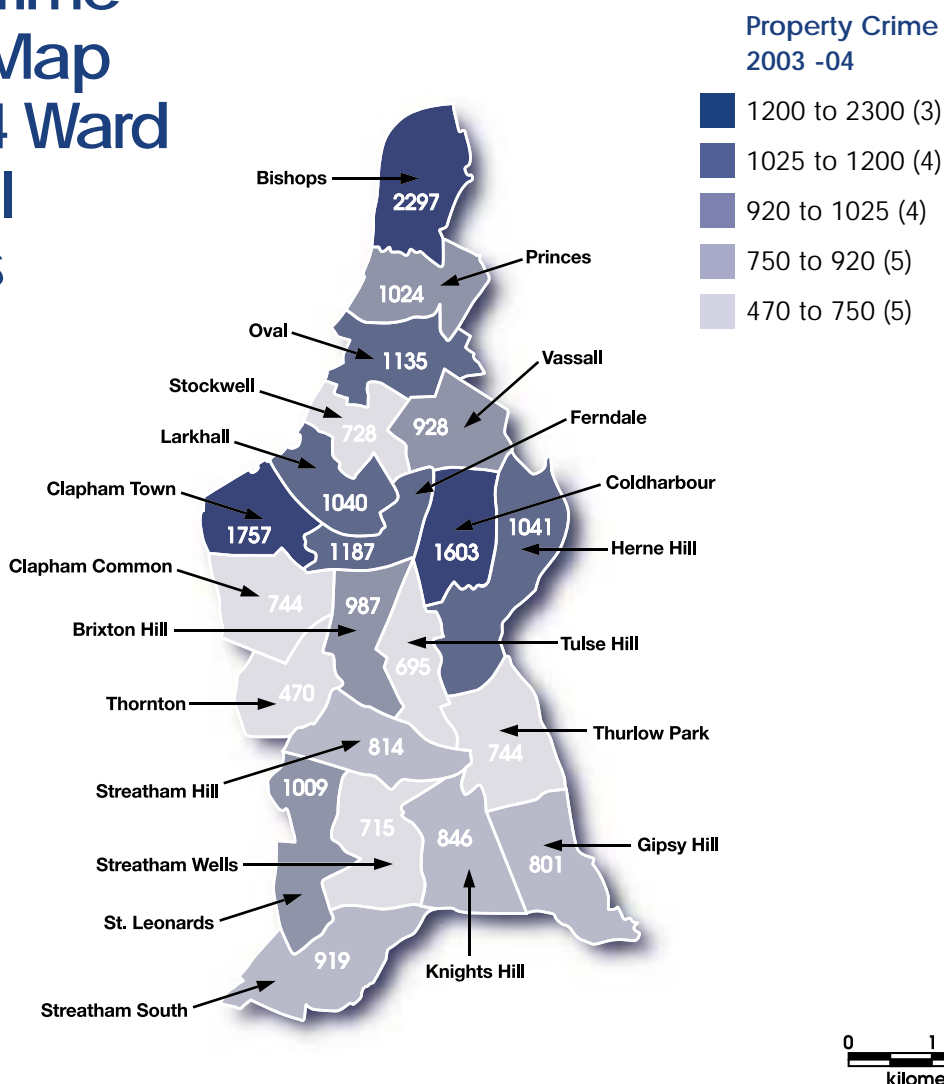 Map
4 Ward
Property Crime
2003 -04
1200 to 2300 (3)
1025 to 1200 (4)
920 to 1025 (4)
750 to 920 (5)
470 to 750 (5)
Bishops
2297
Princes
1024
Oval
1135
Vassall
928
Stockwell
728
Ferndale
Larkhall
1040
Coldharbour
Clapham Town
1757
1187
1603
1041
Herne Hill
Clapham Common
744
987
Brixton Hill
Tulse Hill
695
Thornton
470
Thurlow Park
744
Streatham Hill
814
1009
715
846
Gipsy Hill
801
Streatham Wells
St. Leonards
919
Knights Hill
Streatham South
0 1